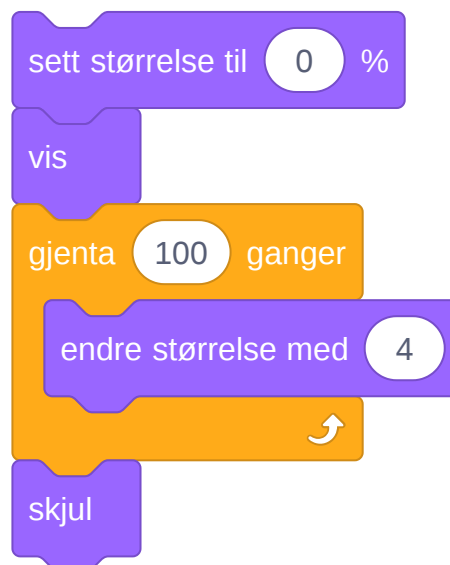 sett størrelse til 0 %
vis
gjenta 100 ganger
endre størrelse med 4
skjul